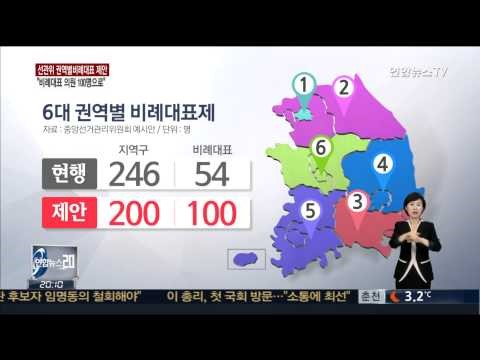 선관위 권역별비례대표 제안
"비례대표 의원 100명으로"
연합뉴스TV
6대 권역별 비례대표제
자료 : 중앙선거관리위원회 예시안 / 단위 : 명
지역구 비례대표
현행 246 54
제안 200 100
1
2
6
4
5
3
연합뉴스 20
20:10
난 후보자 임명동의 철회해야" 이 총리, 첫 국회 방문…"소통에 최선"
춘천 3.2℃